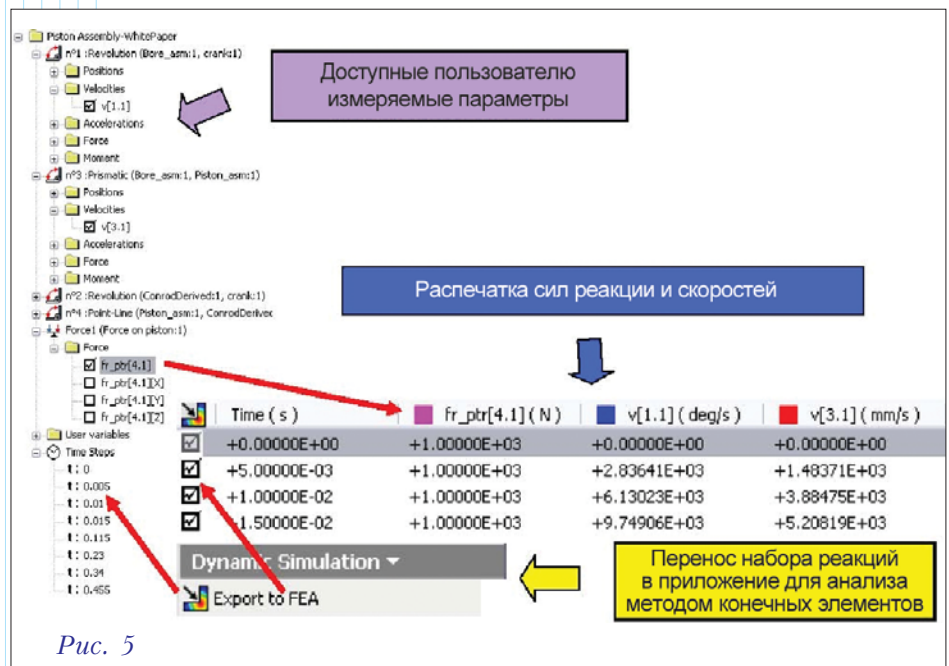 Piston Assembly-WhitePaper
nº1 :Revolution (Bore_asm:1, crank:1)
Positions
Velocities
v[1.1]
Accelerations
Force
Moment
nº3 :Prismatic (Bore_asm:1, Piston_asm:1)
Positions
Velocities
v[3.1]
Accelerations
Force
Moment
nº2 :Revolution (ConrodDerived:1, crank:1)
nº4 :Point-Line (Piston_asm:1, ConrodDerivec
Force1 (Force on piston:1)
Force
fr_ptr[4.1]
fr_ptr[4.1][X]
fr_ptr[4.1][Y]
fr_ptr[4.1][Z]
User variables
Time Steps
t : 0
t : 0.005
t : 0.01
t : 0.015
t : 0.115
t : 0.23
t : 0.34
t : 0.455
Доступные пользователю
измеряемые параметры
Распечатка сил реакции и скоростей
Time ( s ) fr_ptr[4.1] ( N ) v[1.1] ( deg/s ) v[3.1] ( mm/s )
+0.00000E+00 +1.00000E+03 +0.00000E+00 +0.00000E+00
+5.00000E-03 +1.00000E+03 +2.83641E+03 +1.48371E+03
+1.00000E-02 +1.00000E+03 +6.13023E+03 +3.88475E+03
+1.50000E-02 +1.00000E+03 +9.74906E+03 +5.20819E+03
Dynamic Simulation
Export to FEA
Перенос набора реакций
в приложение для анализа
методом конечных элементов
Рис. 5